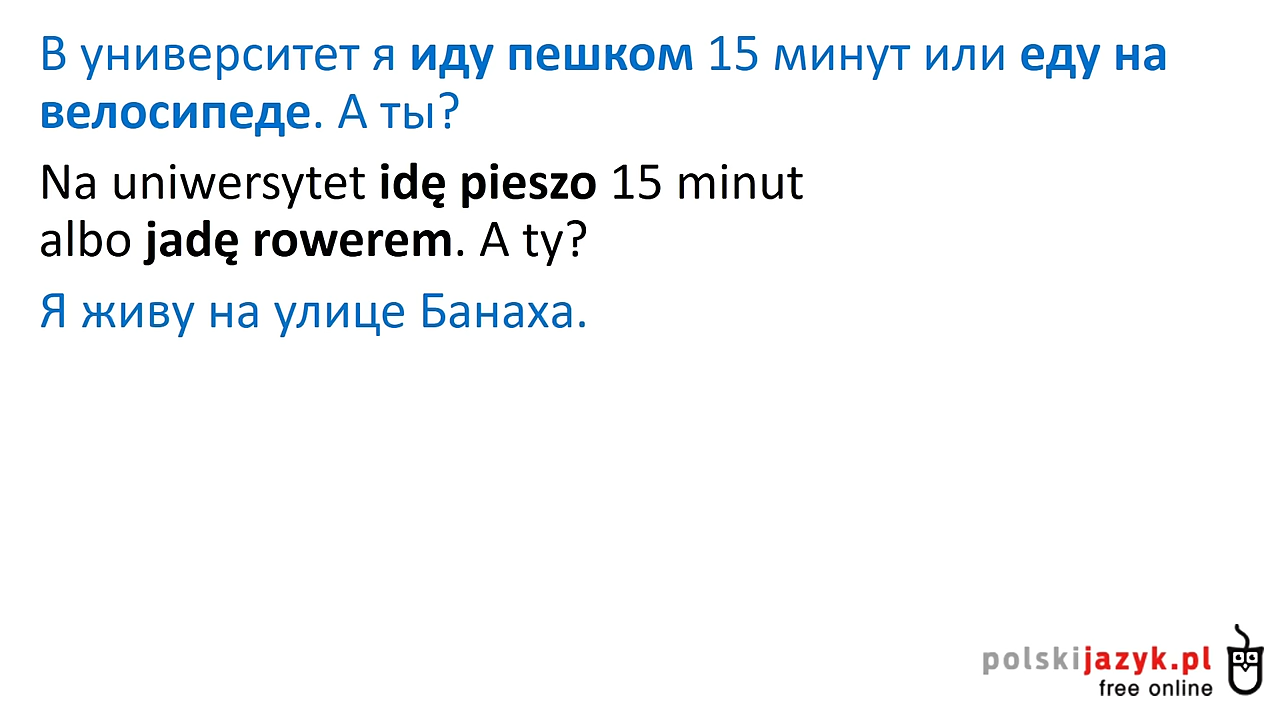 В университет я иду пешком 15 минут или еду на
велосипеде. А ты?
Na uniwersytet idę pieszo 15 minut
albo jadę rowerem. A ty?
Я живу на улице Банаха.
polskijazyk.pl
free online